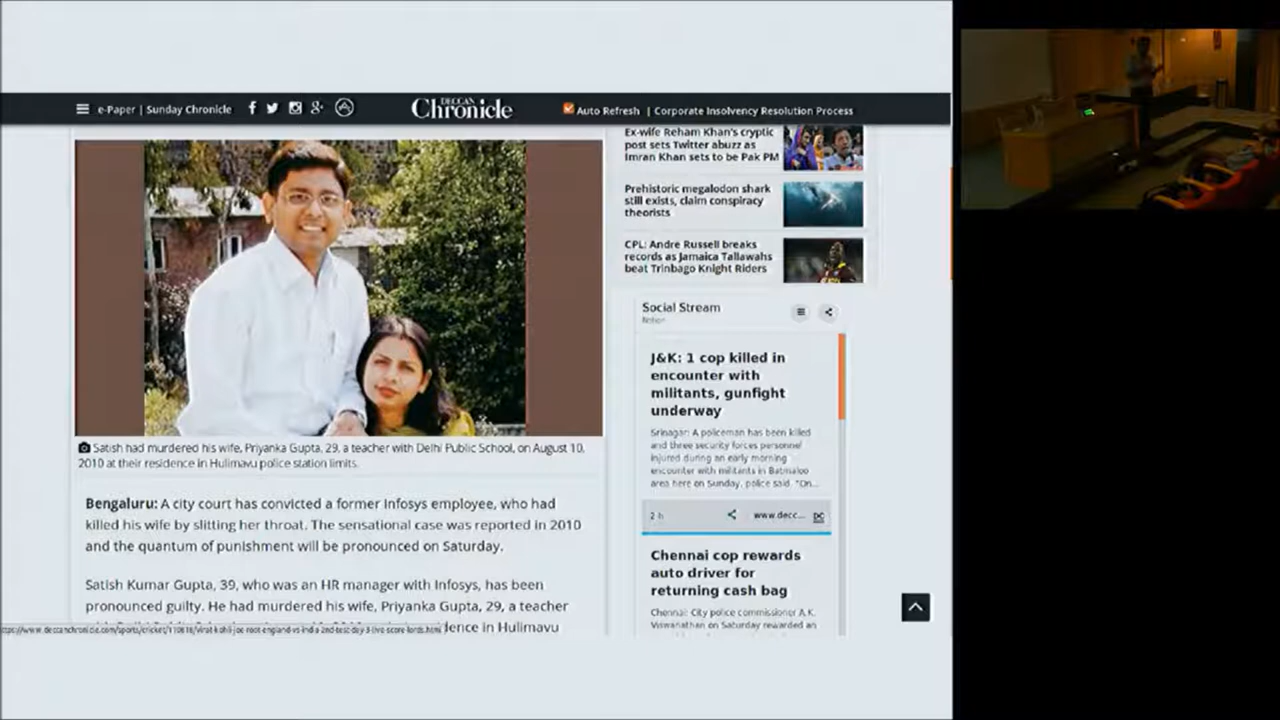 e-Paper | Sunday Chronicle
DECCAN
Chronicle
Auto Refresh | Corporate Insolvency Resolution Process
Satish had murdered his wife, Priyanka Gupta, 29, a teacher with Delhi Public School, on August 10,
2010 at their residence in Hulimavu police station limits.
Bengaluru: A city court has convicted a former Infosys employee, who had
killed his wife by slitting her throat. The sensational case was reported in 2010
and the quantum of punishment will be pronounced on Saturday.
Satish Kumar Gupta, 39, who was an HR manager with Infosys, has been
pronounced guilty. He had murdered his wife, Priyanka Gupta, 29, a teacher
dence in Hulimavu
Ex-wife Reham Khan's cryptic
post sets Twitter abuzz as
Imran Khan sets to be Pak PM
Prehistoric megalodon shark
still exists, claim conspiracy
theorists
CPL: Andre Russell breaks
records as Jamaica Tallawahs
beat Trinbago Knight Riders
Social Stream
Nation
J&K: 1 cop killed in
encounter with
militants, gunfight
underway
Srinagar: A policeman has been killed
and three security forces personnel
injured during an early morning
encounter with militants in Batmaloo
area here on Sunday, police said. "On...
2 h www.decc... DC
Chennai cop rewards
auto driver for
returning cash bag
Chennai: City police commissioner A.K.
Viswanathan on Saturday rewarded an